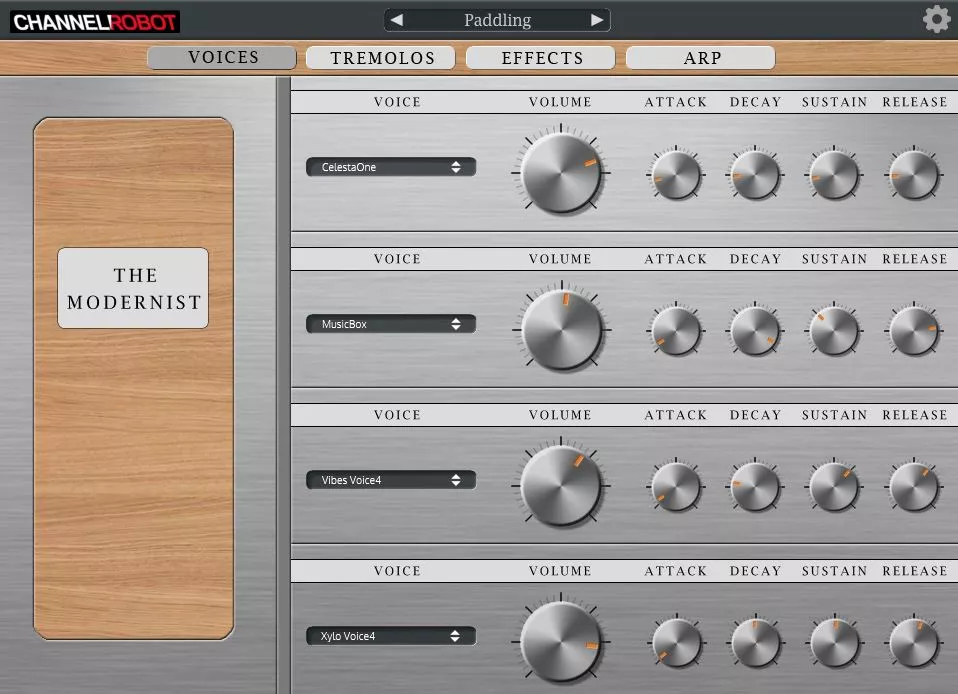 CHANNELROBOT
Paddling
VOICES TREMOLOS EFFECTS ARP
THE
MODERNIST
VOICE VOLUME ATTACK DECAY SUSTAIN RELEASE
CelestaOne
VOICE VOLUME ATTACK DECAY SUSTAIN RELEASE
MusicBox
VOICE VOLUME ATTACK DECAY SUSTAIN RELEASE
Vibes Voice4
VOICE VOLUME ATTACK DECAY SUSTAIN RELEASE
Xylo Voice4